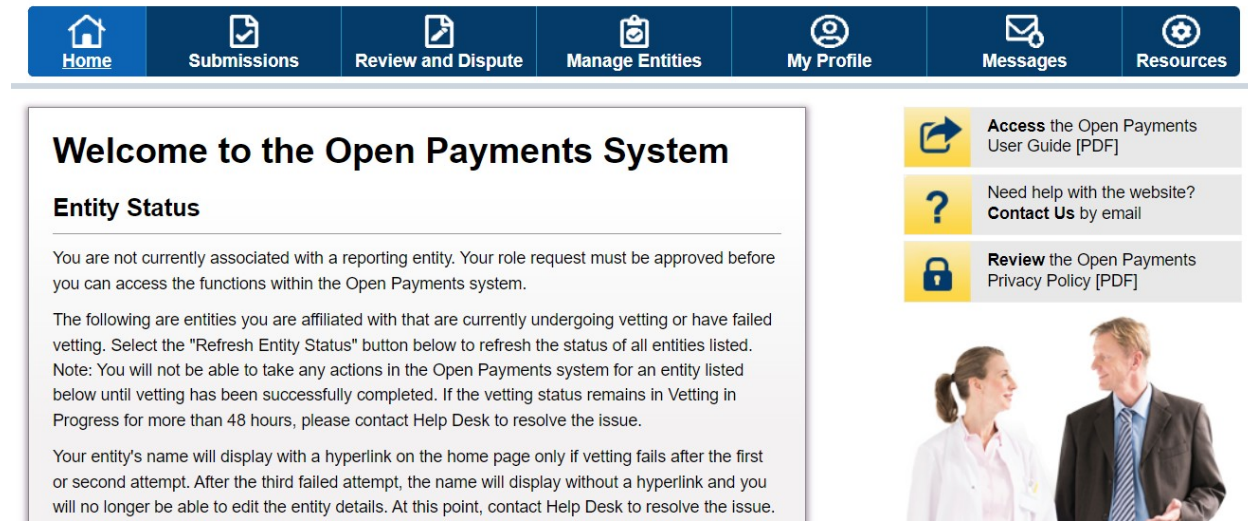 Home
Submissions
Review and Dispute
Manage Entities
My Profile
Messages
Resources
Welcome to the Open Payments System
Entity Status
You are not currently associated with a reporting entity. Your role request must be approved before
you can access the functions within the Open Payments system.
The following are entities you are affiliated with that are currently undergoing vetting or have failed
vetting. Select the "Refresh Entity Status" button below to refresh the status of all entities listed.
Note: You will not be able to take any actions in the Open Payments system for an entity listed
below until vetting has been successfully completed. If the vetting status remains in Vetting in
Progress for more than 48 hours, please contact Help Desk to resolve the issue.
Your entity's name will display with a hyperlink on the home page only if vetting fails after the first
or second attempt. After the third failed attempt, the name will display without a hyperlink and you
will no longer be able to edit the entity details. At this point, contact Help Desk to resolve the issue.
Access the Open Payments
User Guide [PDF]
Need help with the website?
Contact Us by email
Review the Open Payments
Privacy Policy [PDF]